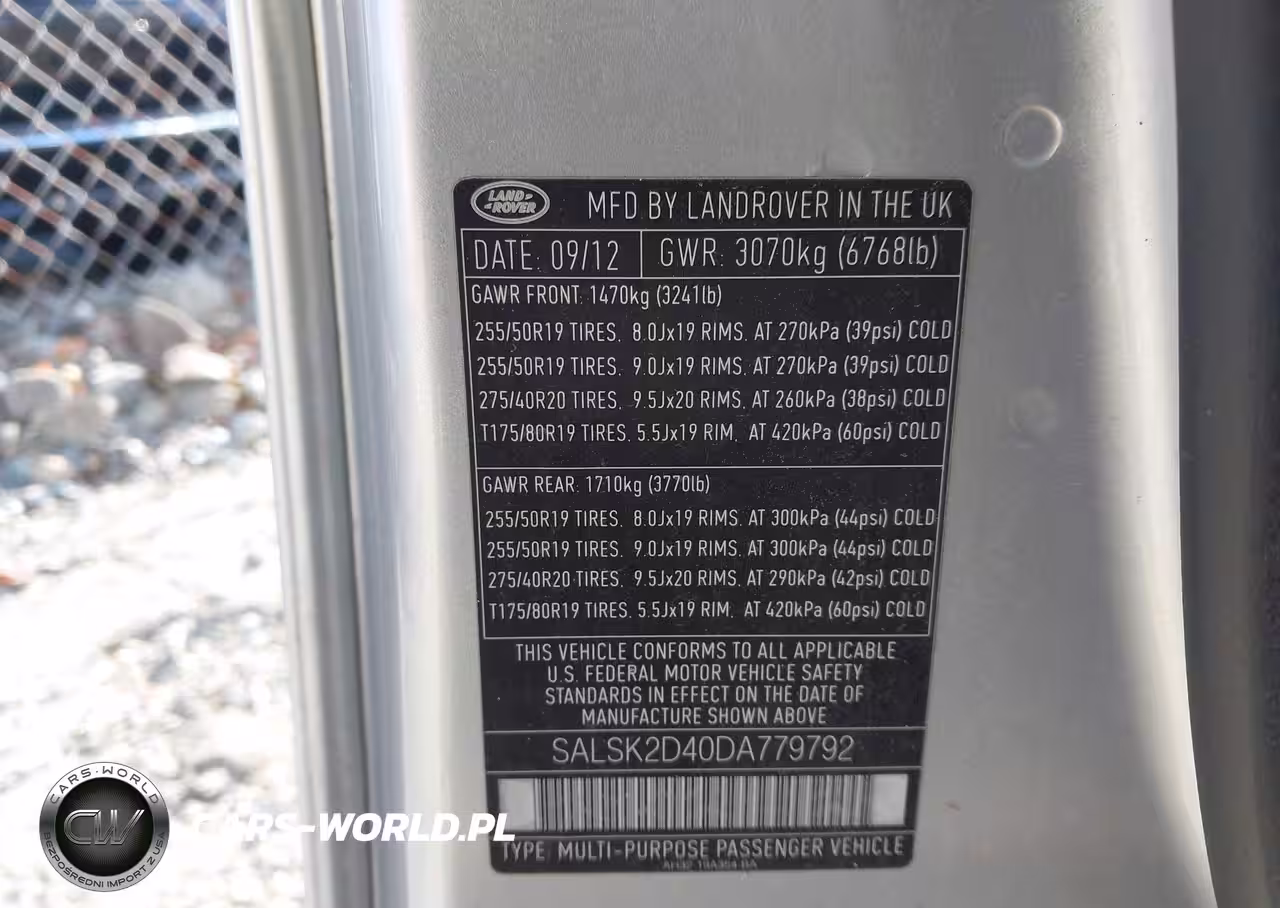 LAND ROVER
MFD BY LANDROVER IN THE UK
DATE: 09/12
GWR: 3070kg (6768lb)
GAWR FRONT: 1470kg (3241lb)
255/50R19 TIRES. 8.0Jx19 RIMS. AT 270kPa (39psi) COLD
255/50R19 TIRES. 9.0Jx19 RIMS. AT 270kPa (39psi) COLD
275/40R20 TIRES. 9.5Jx20 RIMS. AT 260kPa (38psi) COLD
T175/80R19 TIRES. 5.5Jx19 RIM. AT 420kPa (60psi) COLD
GAWR REAR: 1710kg (3770lb)
255/50R19 TIRES. 8.0Jx19 RIMS. AT 300kPa (44psi) COLD
255/50R19 TIRES. 9.0Jx19 RIMS. AT 300kPa (44psi) COLD
275/40R20 TIRES. 9.5Jx20 RIMS. AT 290kPa (42psi) COLD
T175/80R19 TIRES. 5.5Jx19 RIM. AT 420kPa (60psi) COLD
THIS VEHICLE CONFORMS TO ALL APPLICABLE
U.S. FEDERAL MOTOR VEHICLE SAFETY
STANDARDS IN EFFECT ON THE DATE OF
MANUFACTURE SHOWN ABOVE
SALSK2D40DA779792
TYPE: MULTI-PURPOSE PASSENGER VEHICLE
CARS-WORLD
CW
BEZPOŚREDNI IMPORT Z USA
CARS-WORLD.PL